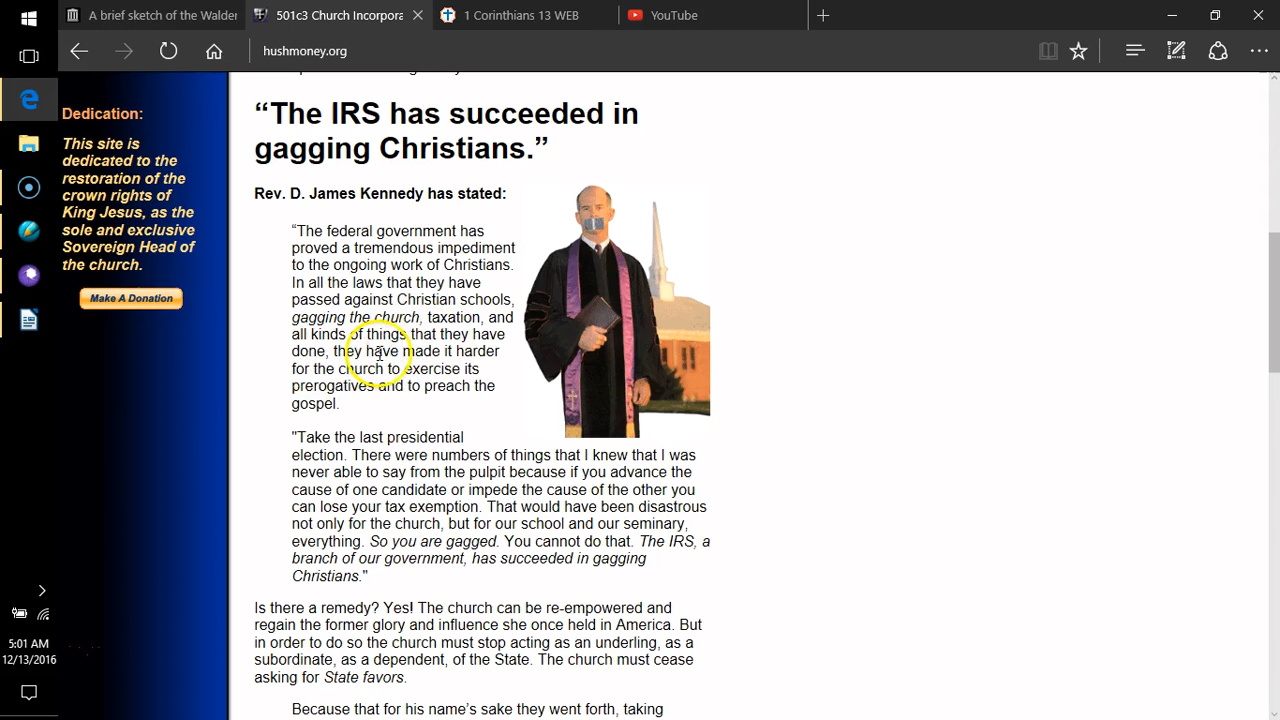 A brief sketch of the Walden
501c3 Church Incorpora
1 Corinthians 13 WEB
YouTube
hushmoney.org
Dedication:
This site is
dedicated to the
restoration of the
crown rights of
King Jesus, as the
sole and exclusive
Sovereign Head of
the church.
Make A Donation
“The IRS has succeeded in
gagging Christians.”
Rev. D. James Kennedy has stated:
“The federal government has
proved a tremendous impediment
to the ongoing work of Christians.
In all the laws that they have
passed against Christian schools,
gagging the church, taxation, and
all kinds of things that they have
done, they have made it harder
for the church to exercise its
prerogatives and to preach the
gospel.
"Take the last presidential
election. There were numbers of things that I knew that I was
never able to say from the pulpit because if you advance the
cause of one candidate or impede the cause of the other you
can lose your tax exemption. That would have been disastrous
not only for the church, but for our school and our seminary,
everything. So you are gagged. You cannot do that. The IRS, a
branch of our government, has succeeded in gagging
Christians."
Is there a remedy? Yes! The church can be re-empowered and
regain the former glory and influence she once held in America. But
in order to do so the church must stop acting as an underling, as a
subordinate, as a dependent, of the State. The church must cease
asking for State favors.
Because that for his name's sake they went forth, taking
5:01 AM
12/13/2016